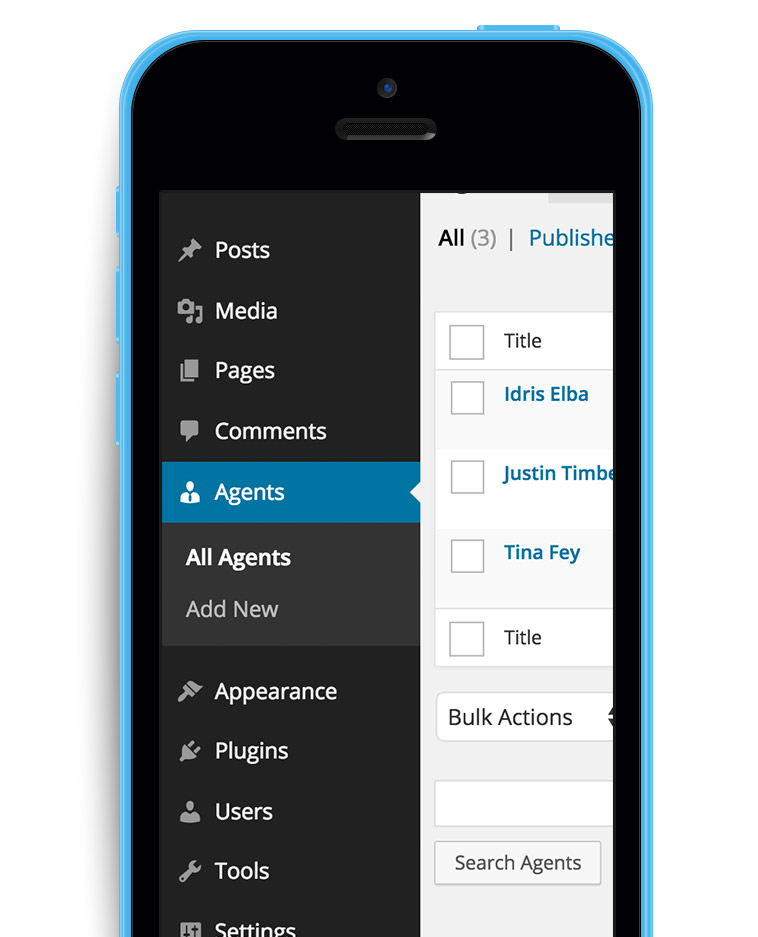 Posts
Media
Pages
Comments
Agents
All Agents
Add New
Appearance
Plugins
Users
Tools
Settings
All (3) | Publishe
Title
Idris Elba
Justin Timbe
Tina Fey
Title
Bulk Actions
Search Agents